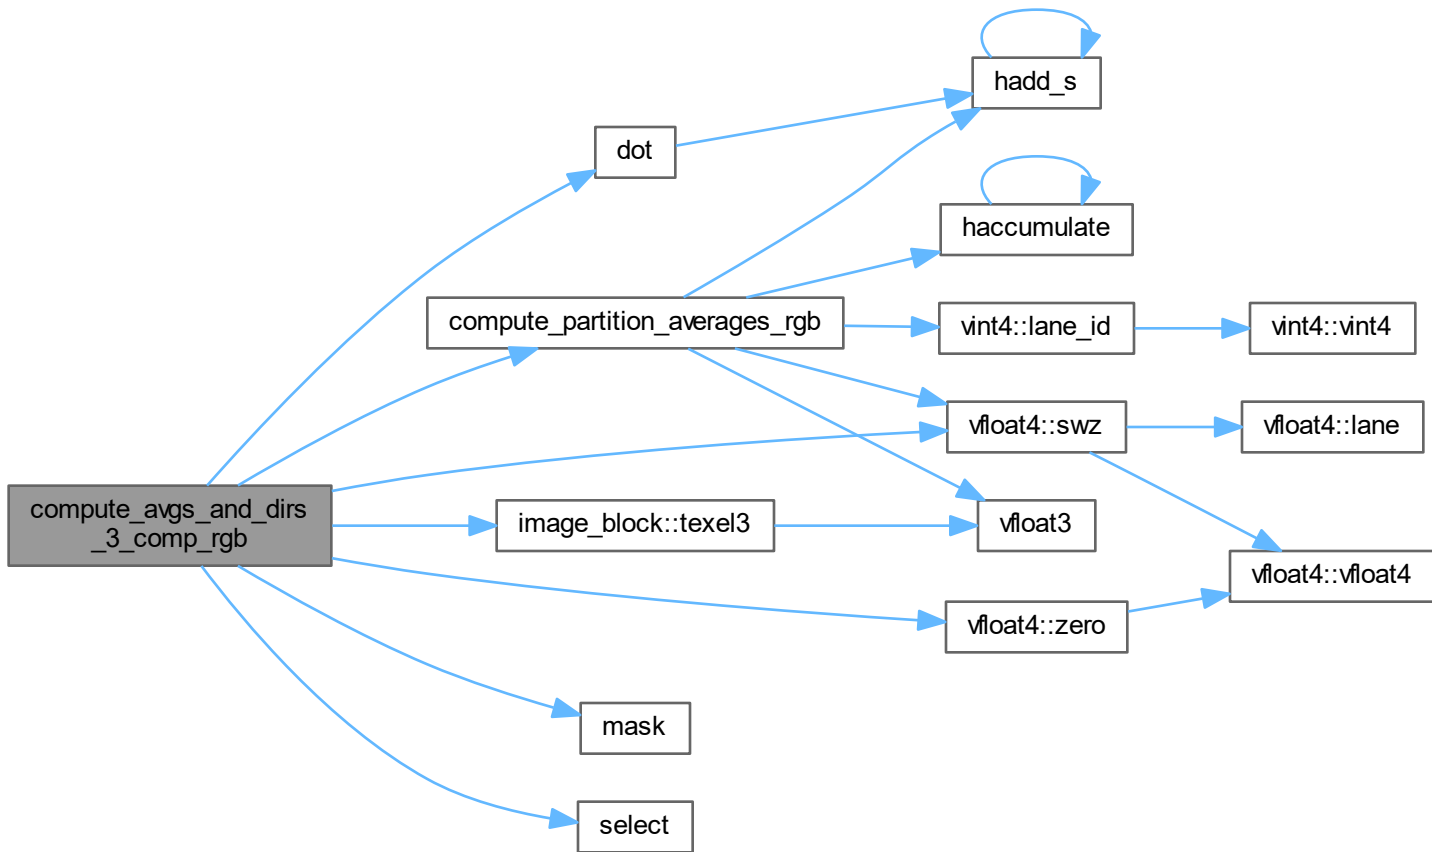 hadd_s
dot
haccumulate
compute_partition_averages_rgb
vint4::lane_id
vint4::vint4
vfloat4::swz
vfloat4::lane
compute_avgs_and_dirs
_3_comp_rgb
image_block::texel3
vfloat3
vfloat4::vfloat4
vfloat4::zero
mask
select